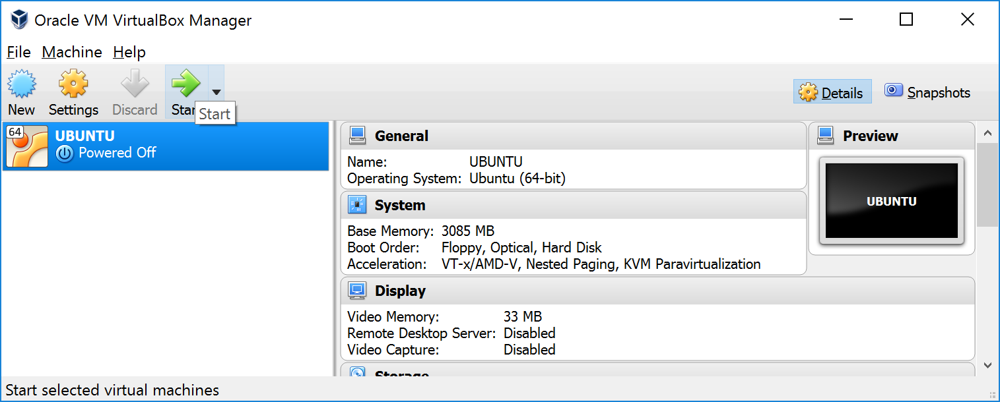 Oracle VM VirtualBox Manager
File Machine Help
New Settings Discard Start
Start
Details Snapshots
64
UBUNTU
Powered Off
General
Name: UBUNTU
Operating System: Ubuntu (64-bit)
Preview
UBUNTU
System
Base Memory: 3085 MB
Boot Order: Floppy, Optical, Hard Disk
Acceleration: VT-x/AMD-V, Nested Paging, KVM Paravirtualization
Display
Video Memory: 33 MB
Remote Desktop Server: Disabled
Video Capture: Disabled
Storage
Start selected virtual machines